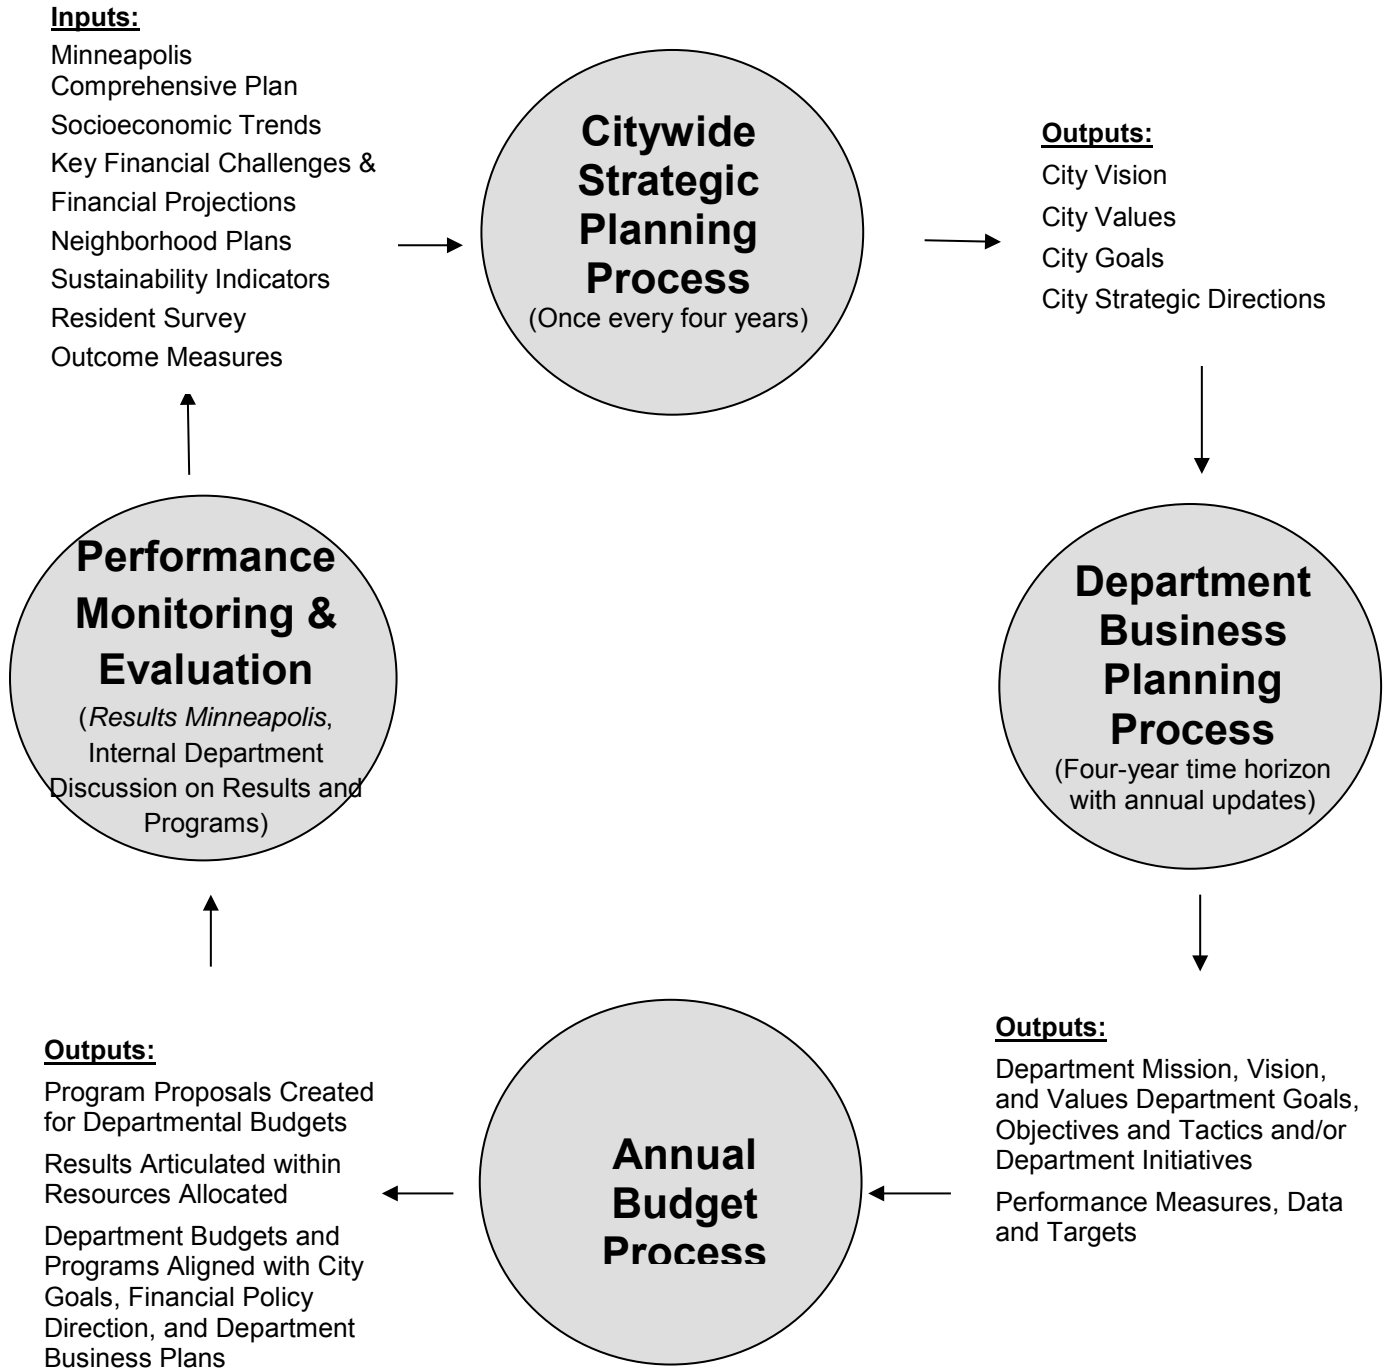 Inputs:
Minneapolis
Comprehensive Plan
Socioeconomic Trends
Key Financial Challenges &
Financial Projections
Neighborhood Plans
Sustainability Indicators
Resident Survey
Outcome Measures
Citywide
Strategic
Planning
Process
(Once every four years)
Outputs:
City Vision
City Values
City Goals
City Strategic Directions
Department
Business
Planning
Process
(Four-year time horizon
with annual updates)
Outputs:
Department Mission, Vision,
and Values Department Goals,
Objectives and Tactics and/or
Department Initiatives
Performance Measures, Data
and Targets
Annual
Budget
Process
Outputs:
Program Proposals Created
for Departmental Budgets
Results Articulated within
Resources Allocated
Department Budgets and
Programs Aligned with City
Goals, Financial Policy
Direction, and Department
Business Plans
Performance
Monitoring &
Evaluation
(Results Minneapolis,
Internal Department
Discussion on Results and
Programs)